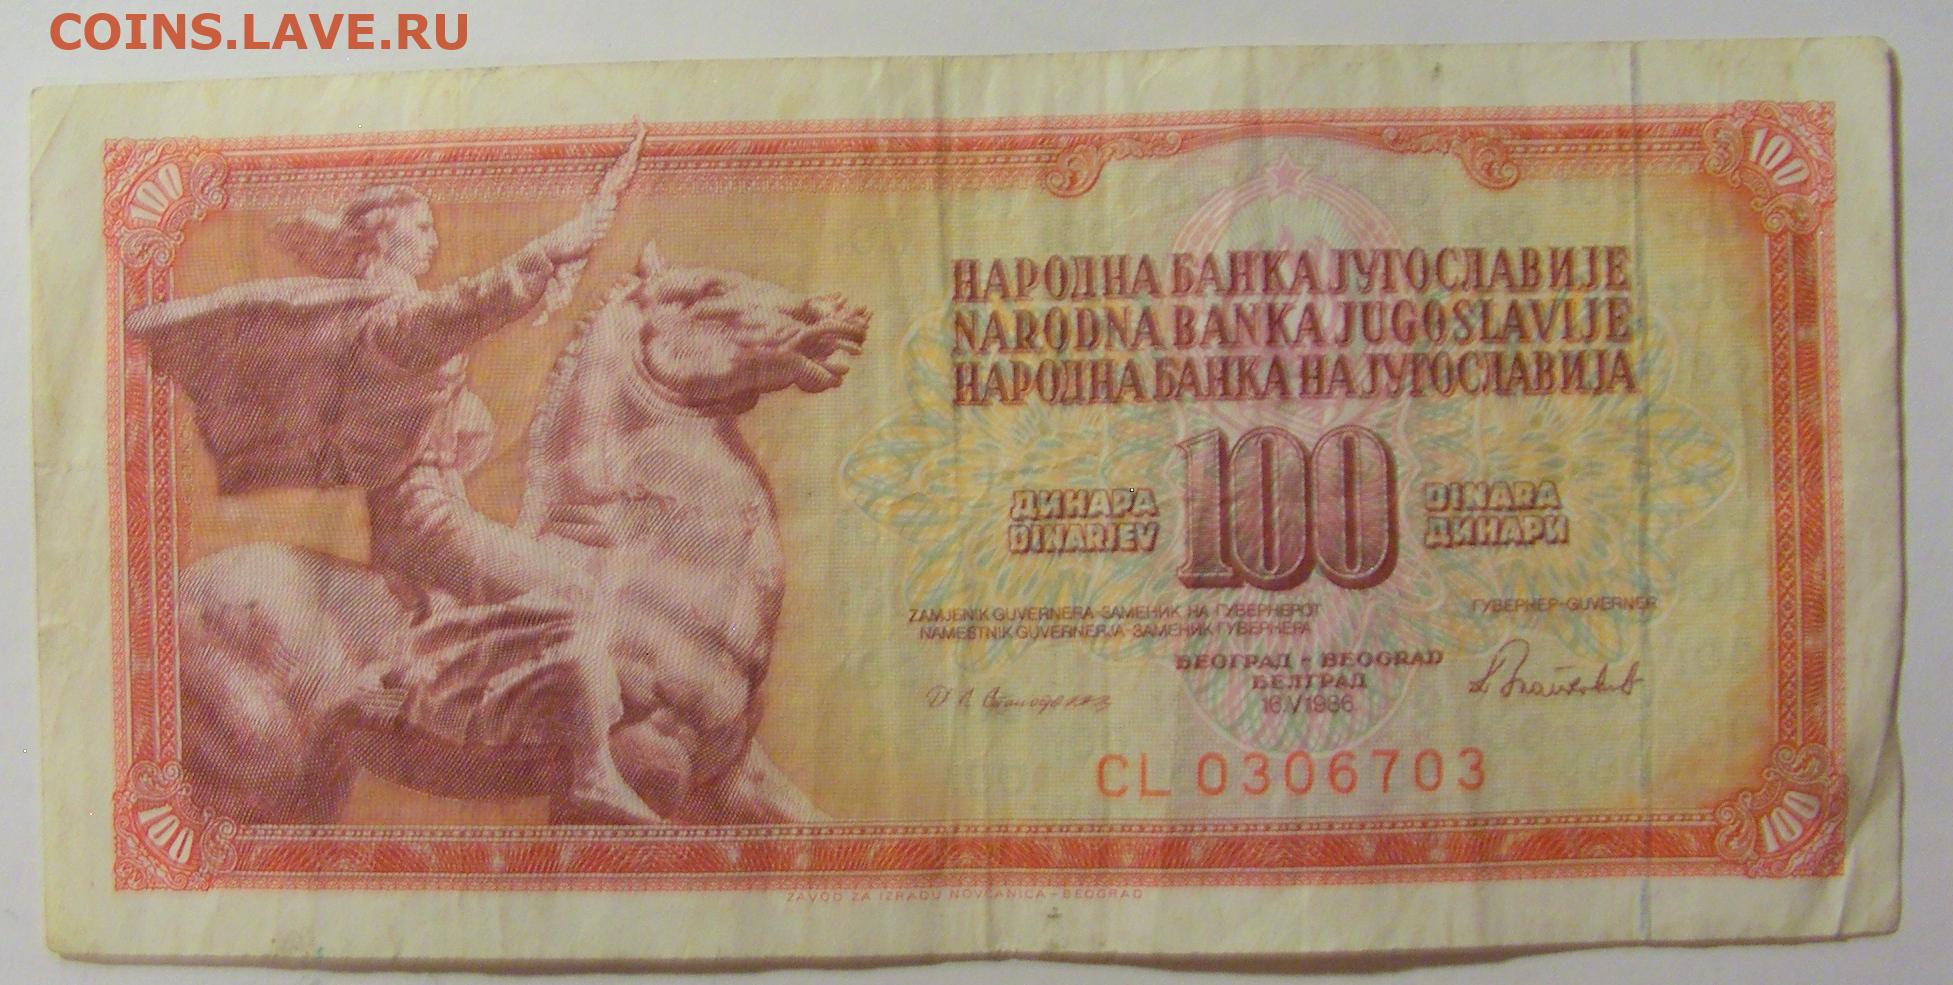 COINS.LAVE.RU
100
100
НАРОДНА БАНКА ЈУГОСЛАВИЈЕ
NARODNA BANKA JUGOSLAVIJE
НАРОДНА БАНКА НА ЈУГОСЛАВИЈА
ДИНАРА 100 DINARA
DINARJEV ДИНАРИ
ZAMJENIK GUVERNERA-ЗАМЕНИК НА ГУВЕРНЕРОТ ГУВЕРНЕР-GUVERNER
NAMESTNIK GUVERNERJA-ЗАМЕНИК ГУВЕРНЕРА
БЕОГРАД - BEOGRAD
БЕЛГРАД
16.V1986.
CL 0306703
100
100
ZAVOD ZA IZRADU NOVČANICA-BEOGRAD